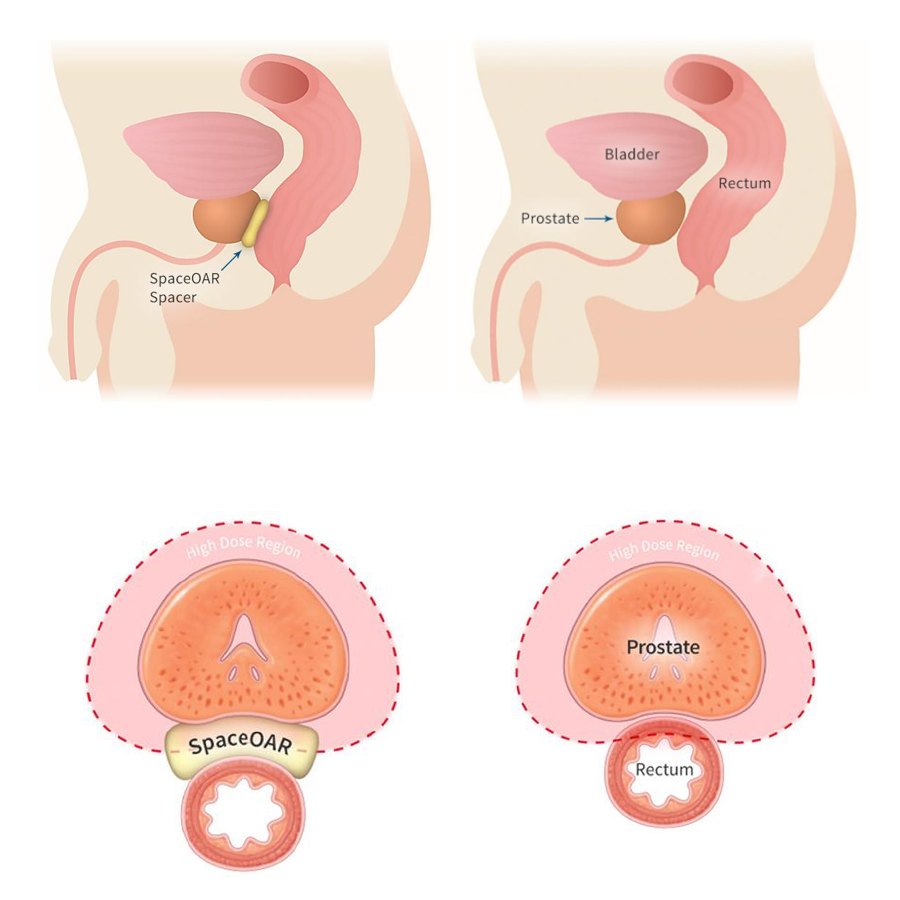 Bladder
Rectum
Prostate
SpaceOAR
Spacer
High Dose Region
High Dose Region
Prostate
SpaceOAR
Rectum